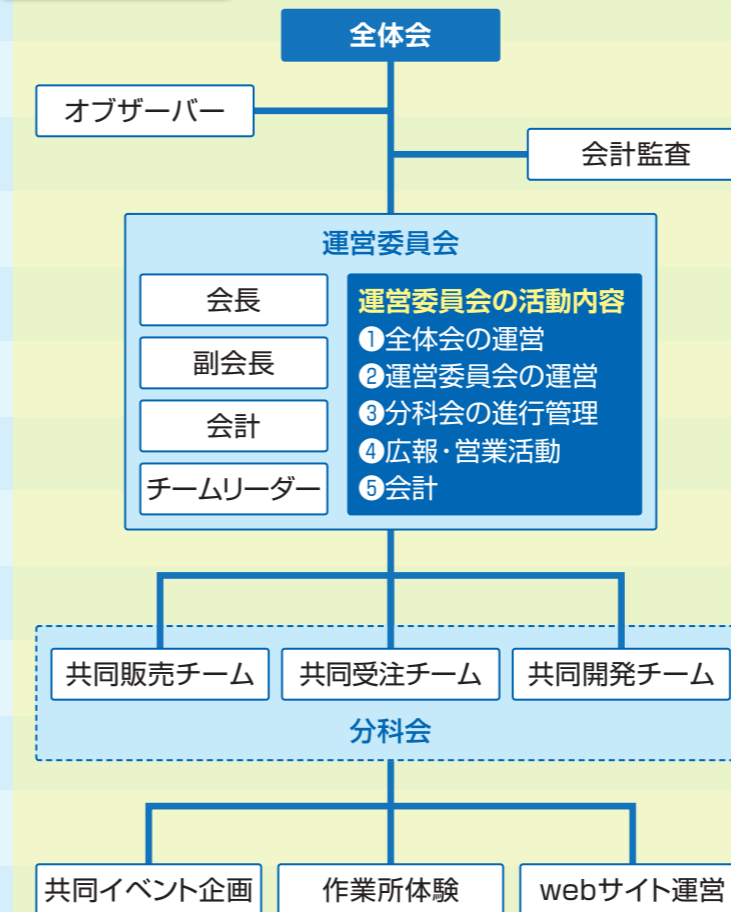 全体会
オブザーバー
会計監査
運営委員会
会長
副会長
会計
チームリーダー
運営委員会の活動内容
❶全体会の運営
❷運営委員会の運営
❸分科会の進行管理
❹広報・営業活動
❺会計
共同販売チーム
共同受注チーム
共同開発チーム
分科会
共同イベント企画
作業所体験
webサイト運営